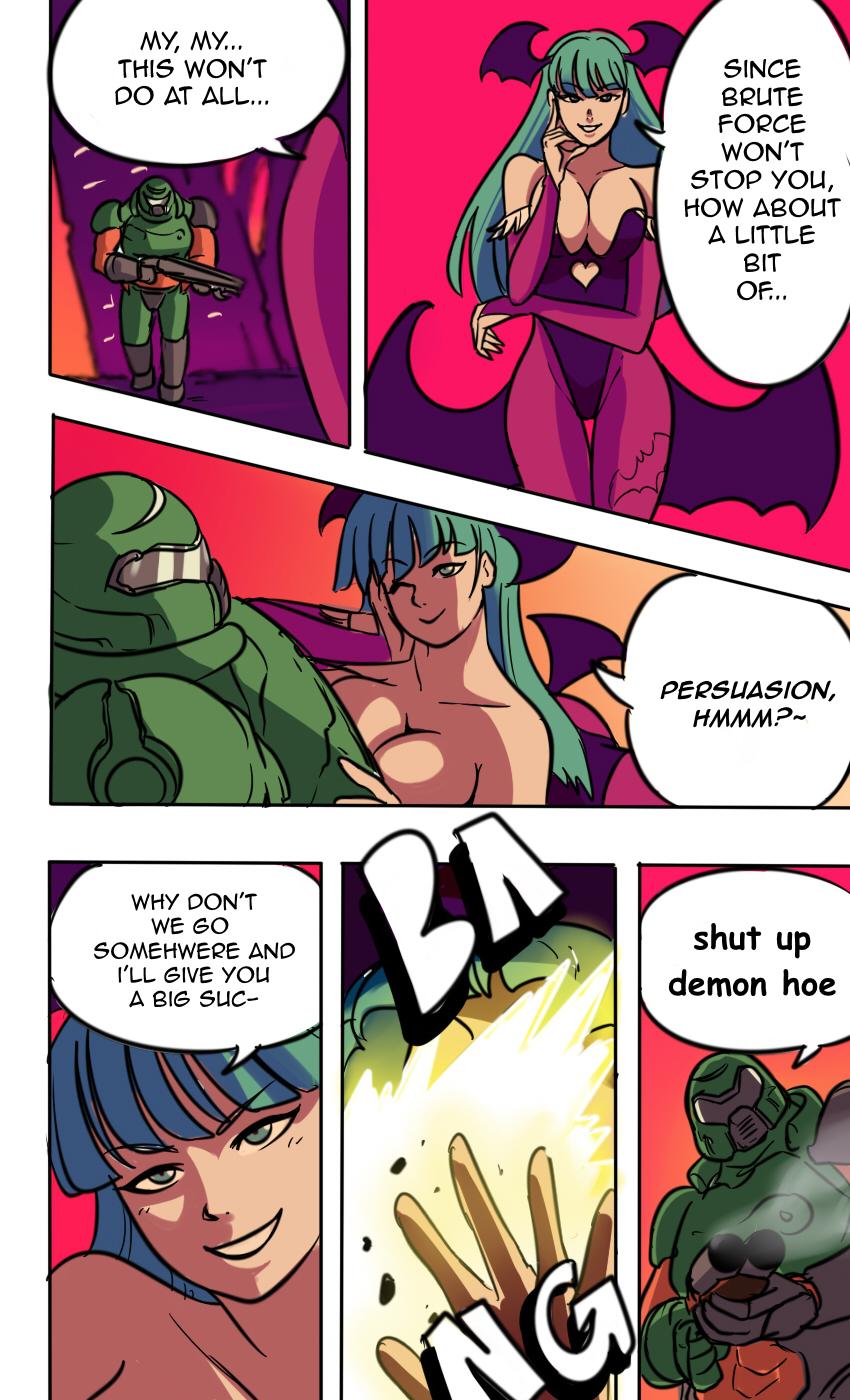 MY, MY...
THIS WON'T
DO AT ALL...
SINCE
BRUTE
FORCE
WON'T
STOP YOU,
HOW ABOUT
A LITTLE
BIT
OF...
PERSUASION,
HMMM?~
WHY DON'T
WE GO
SOMEHWERE AND
I'LL GIVE YOU
A BIG SUC-
BA
NG
shut up
demon hoe